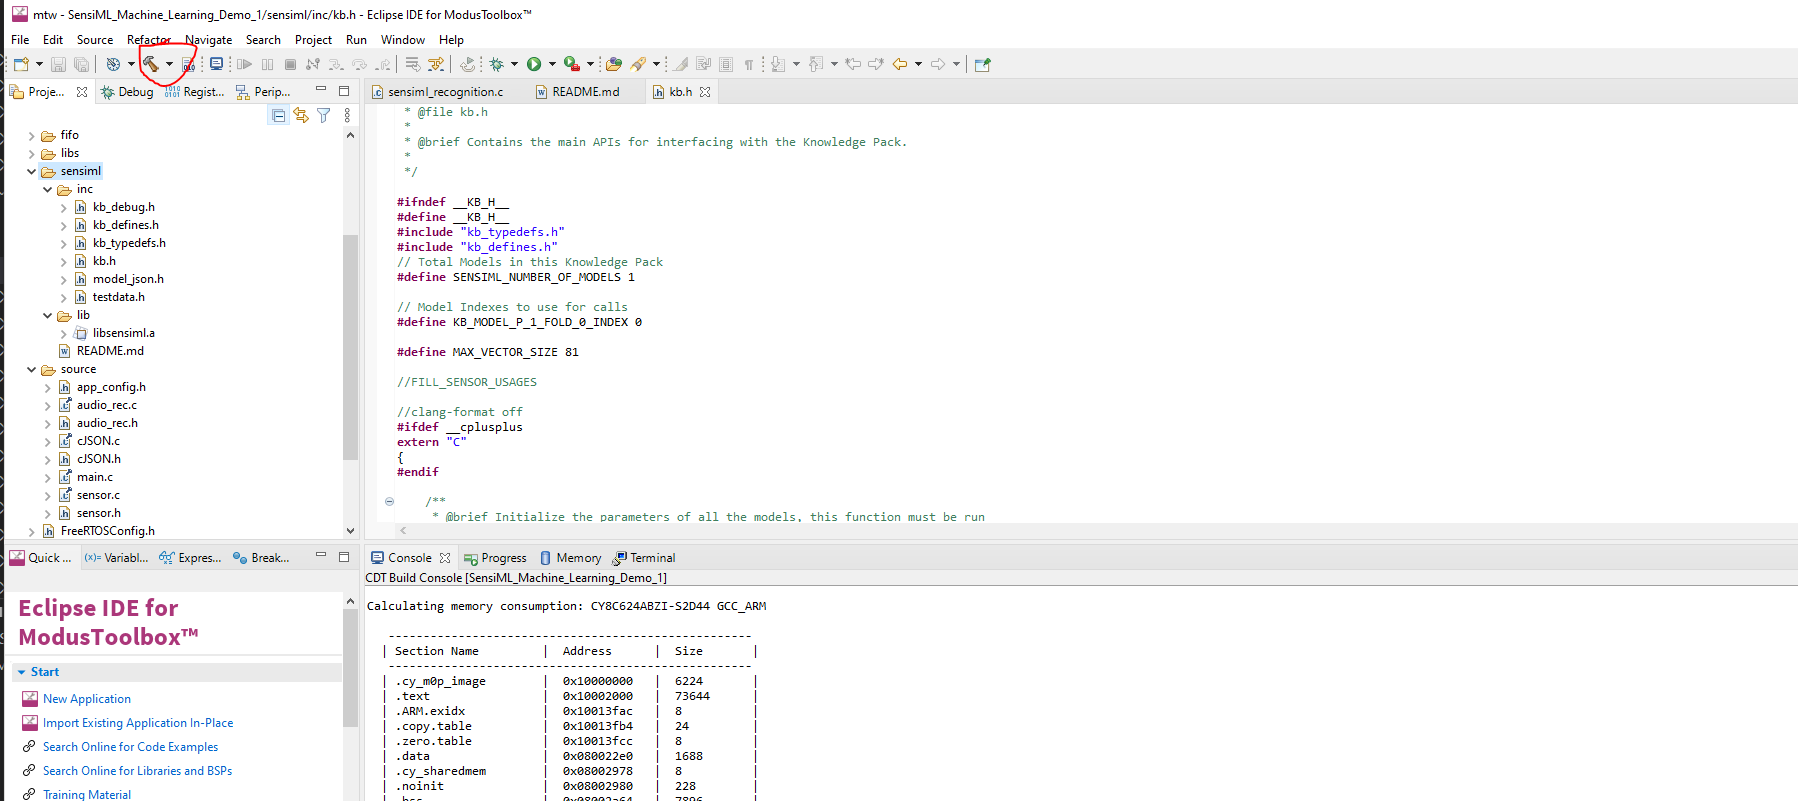 mtw - SensiML_Machine_Learning_Demo_1/sensiml/inc/kb.h - Eclipse IDE for ModusToolbox™
File Edit Source Refactor Navigate Search Project Run Window Help
Proje... Debug Regist... Perip...
sensiml_recognition.c README.md kb.h
fifo
libs
sensiml
inc
kb_debug.h
kb_defines.h
kb_typedefs.h
kb.h
model_json.h
testdata.h
lib
libsensiml.a
README.md
source
app_config.h
audio_rec.c
audio_rec.h
cJSON.c
cJSON.h
main.c
sensor.c
sensor.h
FreeRTOSConfig.h
* @file kb.h
*
* @brief Contains the main APIs for interfacing with the Knowledge Pack.
*
*/
#ifndef __KB_H__
#define __KB_H__
#include "kb_typedefs.h"
#include "kb_defines.h"
// Total Models in this Knowledge Pack
#define SENSIML_NUMBER_OF_MODELS 1
// Model Indexes to use for calls
#define KB_MODEL_P_1_FOLD_0_INDEX 0
#define MAX_VECTOR_SIZE 81
//FILL_SENSOR_USAGES
//clang-format off
#ifdef __cplusplus
extern "C"
{
#endif
/**
* @brief Initialize the parameters of all the models, this function must be run
Quick ... (x)= Variabl... Expres... Break...
Eclipse IDE for
ModusToolbox™
Start
New Application
Import Existing Application In-Place
Search Online for Code Examples
Search Online for Libraries and BSPs
Training Material
Console Progress Memory Terminal
CDT Build Console [SensiML_Machine_Learning_Demo_1]
Calculating memory consumption: CY8C624ABZI-S2D44 GCC_ARM
----------------------------------------------------
| Section Name | Address | Size |
----------------------------------------------------
| .cy_m0p_image | 0x10000000 | 6224 |
| .text | 0x10002000 | 73644 |
| .ARM.exidx | 0x10013fac | 8 |
| .copy.table | 0x10013fb4 | 24 |
| .zero.table | 0x10013fcc | 8 |
| .data | 0x080022e0 | 1688 |
| .cy_sharedmem | 0x08002978 | 8 |
| .noinit | 0x08002980 | 228 |
| .bss | 0x08002a64 | 7896 |